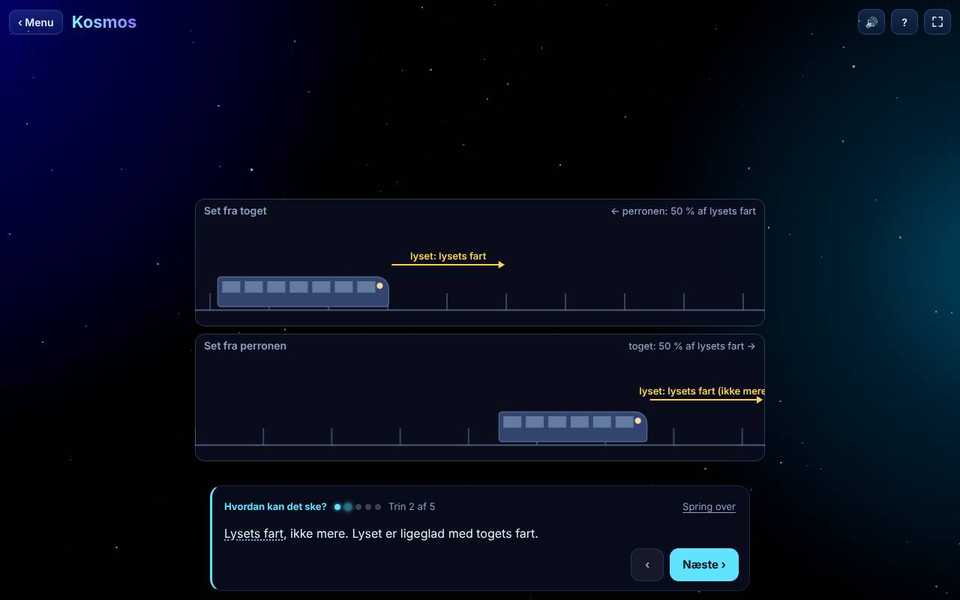 ‹ Menu Kosmos ?
Set fra toget ← perronen: 50 % af lysets fart
lyset: lysets fart
Set fra perronen toget: 50 % af lysets fart →
lyset: lysets fart (ikke mere
Hvordan kan det ske? Trin 2 af 5 Spring over
Lysets fart, ikke mere. Lyset er ligeglad med togets fart.
‹ Næste ›